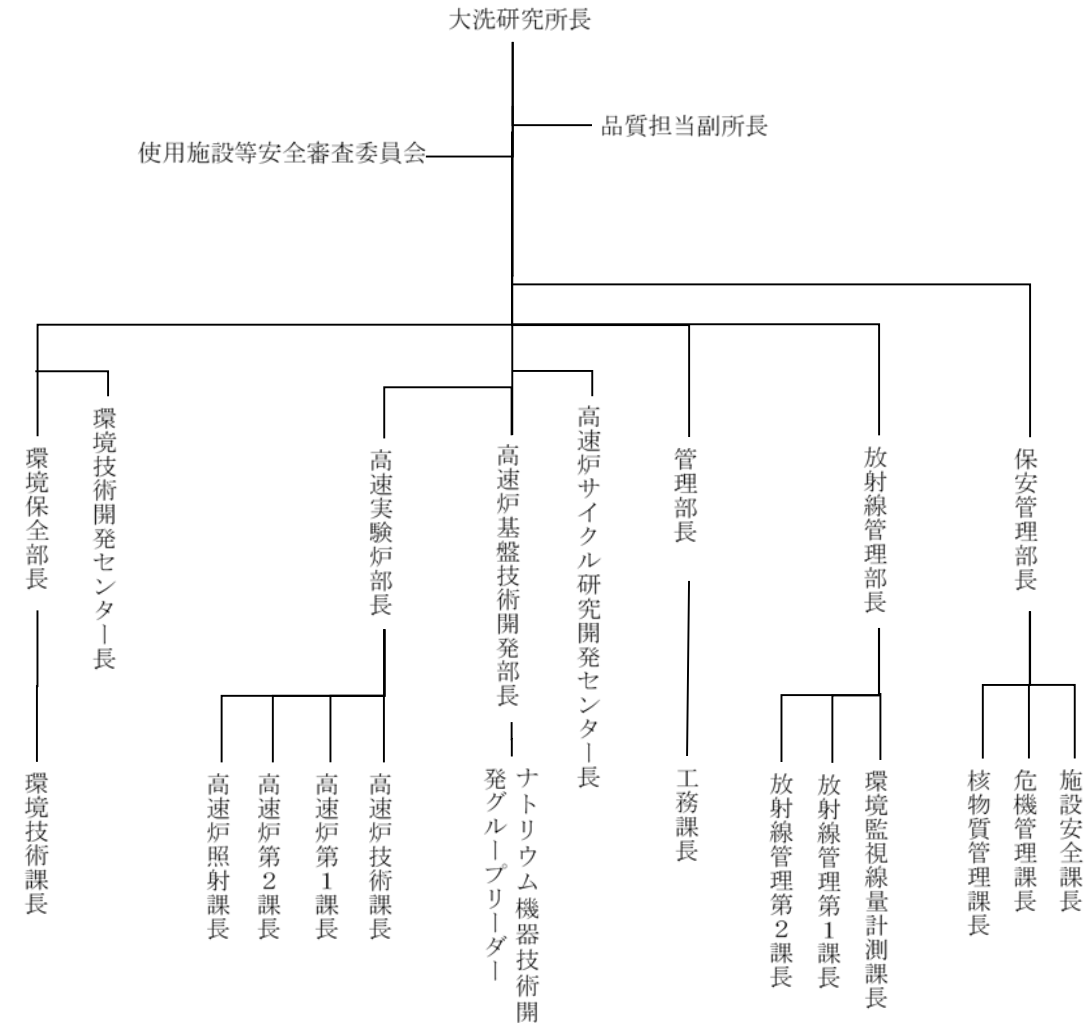 大洗研究所長
品質担当副所長
使用施設等安全審査委員会
保安管理部長
放射線管理部長
管理部長
高速炉サイクル研究開発センター長
高速炉基盤技術開発部長
高速実験炉部長
環境技術開発センター長
環境保全部長
施設安全課長
危機管理課長
核物質管理課長
環境監視線量計測課長
放射線管理第1課長
放射線管理第2課長
工務課長
ナトリウム機器技術開
発グループリーダー
高速炉技術課長
高速炉第1課長
高速炉第2課長
高速炉照射課長
環境技術課長